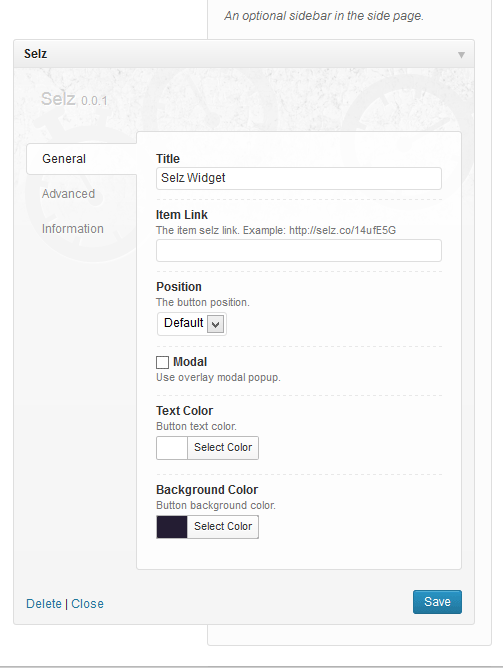 An optional sidebar in the side page.
Selz
Selz 0.0.1
General
Advanced
Information
Title
Selz Widget
Item Link
The item selz link. Example: http://selz.co/14ufE5G
Position
The button position.
Default
Modal
Use overlay modal popup.
Text Color
Button text color.
Select Color
Background Color
Button background color.
Select Color
Delete | Close
Save